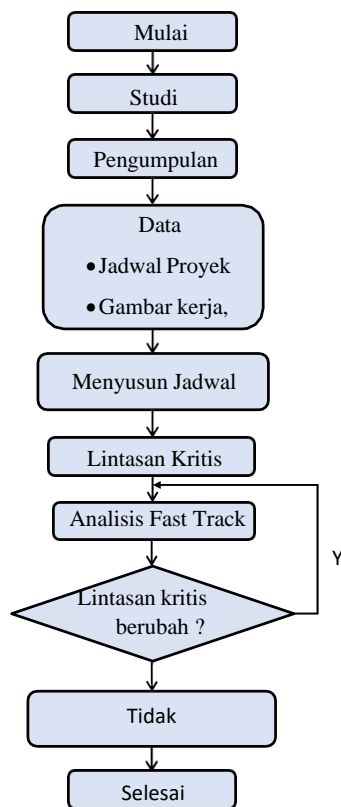 Mulai
Studi
Pengumpulan
Data
•Jadwal Proyek
•Gambar kerja,
Menyusun Jadwal
Lintasan Kritis
Analisis Fast Track
Y
Lintasan kritis
berubah ?
Tidak
Selesai